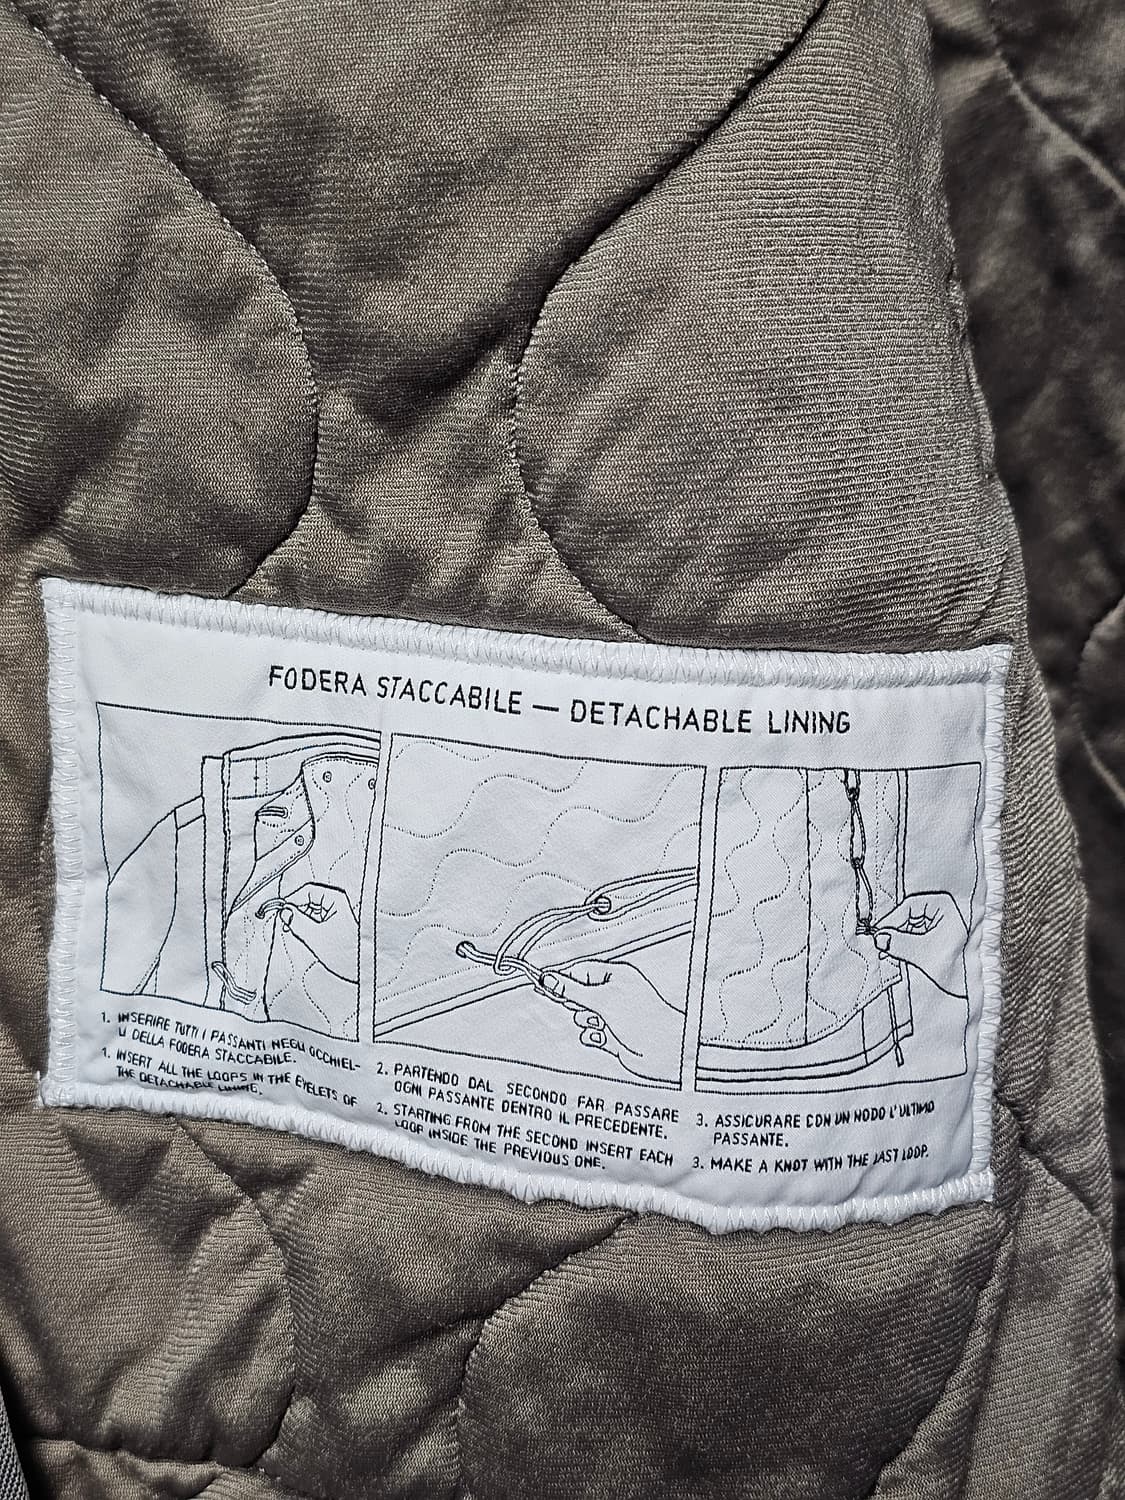 FODERA STACCABILE — DETACHABLE LINING
1. INSERIRE TUTTI I PASSANTI NEGLI OCCHIEL-
LI DELLA FODERA STACCABILE.
1. INSERT ALL THE LOOPS IN THE EYELETS OF
THE DETACHABLE LINING.
2. PARTENDO DAL SECONDO FAR PASSARE
OGNI PASSANTE DENTRO IL PRECEDENTE.
2. STARTING FROM THE SECOND INSERT EACH
LOOP INSIDE THE PREVIOUS ONE.
3. ASSICURARE CON UN NODO L'ULTIMO
PASSANTE.
3. MAKE A KNOT WITH THE LAST LOOP.